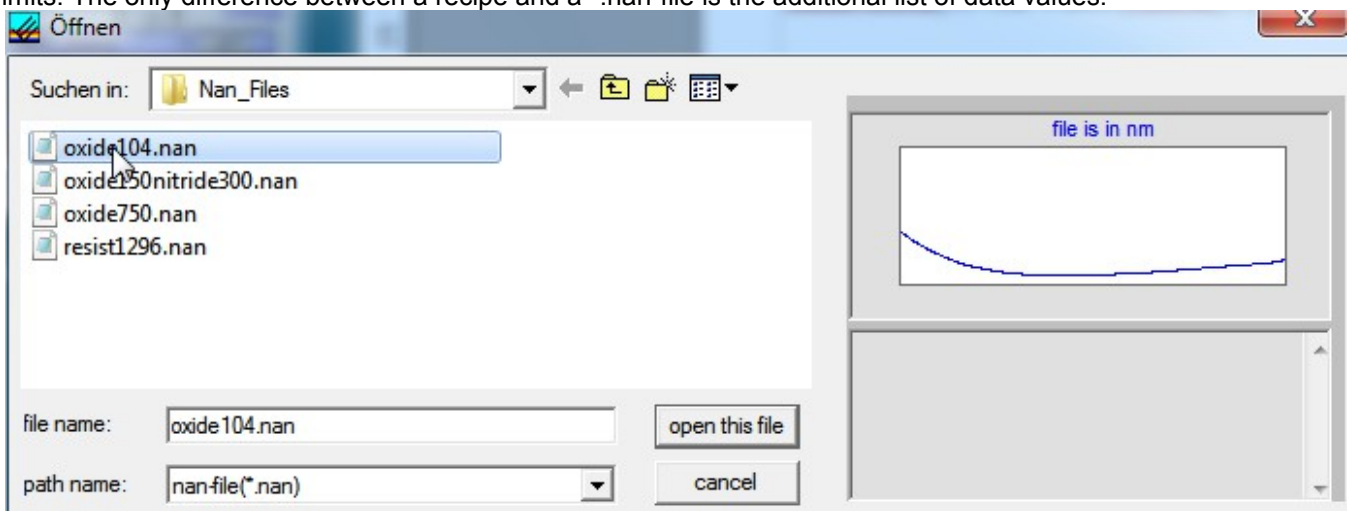 limits. The only difference between a recipe and a *.nan file is the additional list of data values.
Öffnen
Suchen in: Nan_Files
file is in nm
oxide104.nan
oxide150nitride300.nan
oxide750.nan
resist1296.nan
file name: oxide104.nan open this file
path name: nan-file(*.nan) cancel